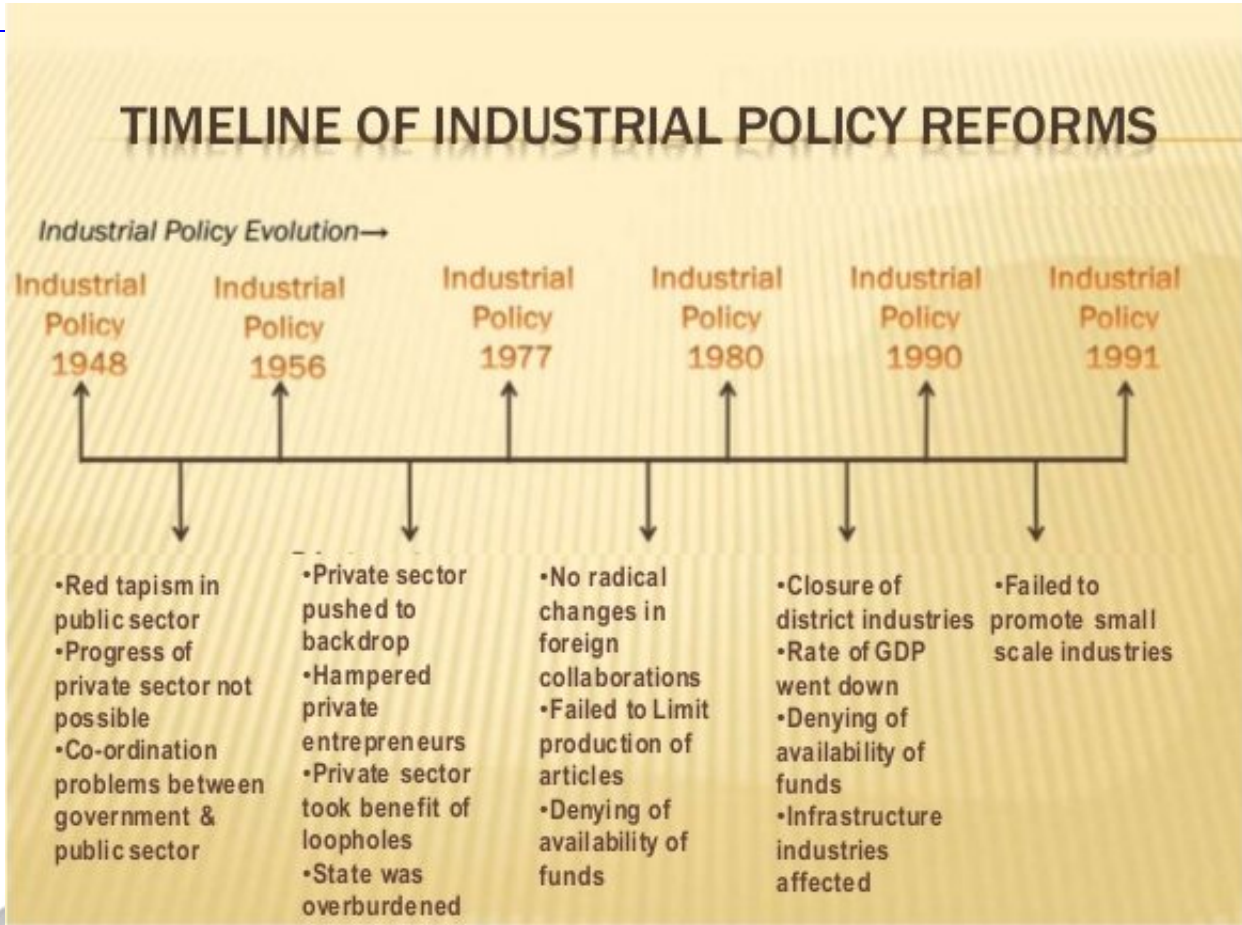 TIMELINE OF INDUSTRIAL POLICY REFORMS
Industrial Policy Evolution→
Industrial
Policy
1948
Industrial
Policy
1956
Industrial
Policy
1977
Industrial
Policy
1980
Industrial
Policy
1990
Industrial
Policy
1991
•Red tapism in
public sector
•Progress of
private sector not
possible
•Co-ordination
problems between
government &
public sector
•Private sector
pushed to
backdrop
•Hampered
private
entrepreneurs
•Private sector
took benefit of
loopholes
•State was
overburdened
•No radical
changes in
foreign
collaborations
•Failed to Limit
production of
articles
•Denying of
availability of
funds
•Closure of
district industries
•Rate of GDP
went down
•Denying of
availability of
funds
•Infrastructure
industries
affected
•Failed to
promote small
scale industries